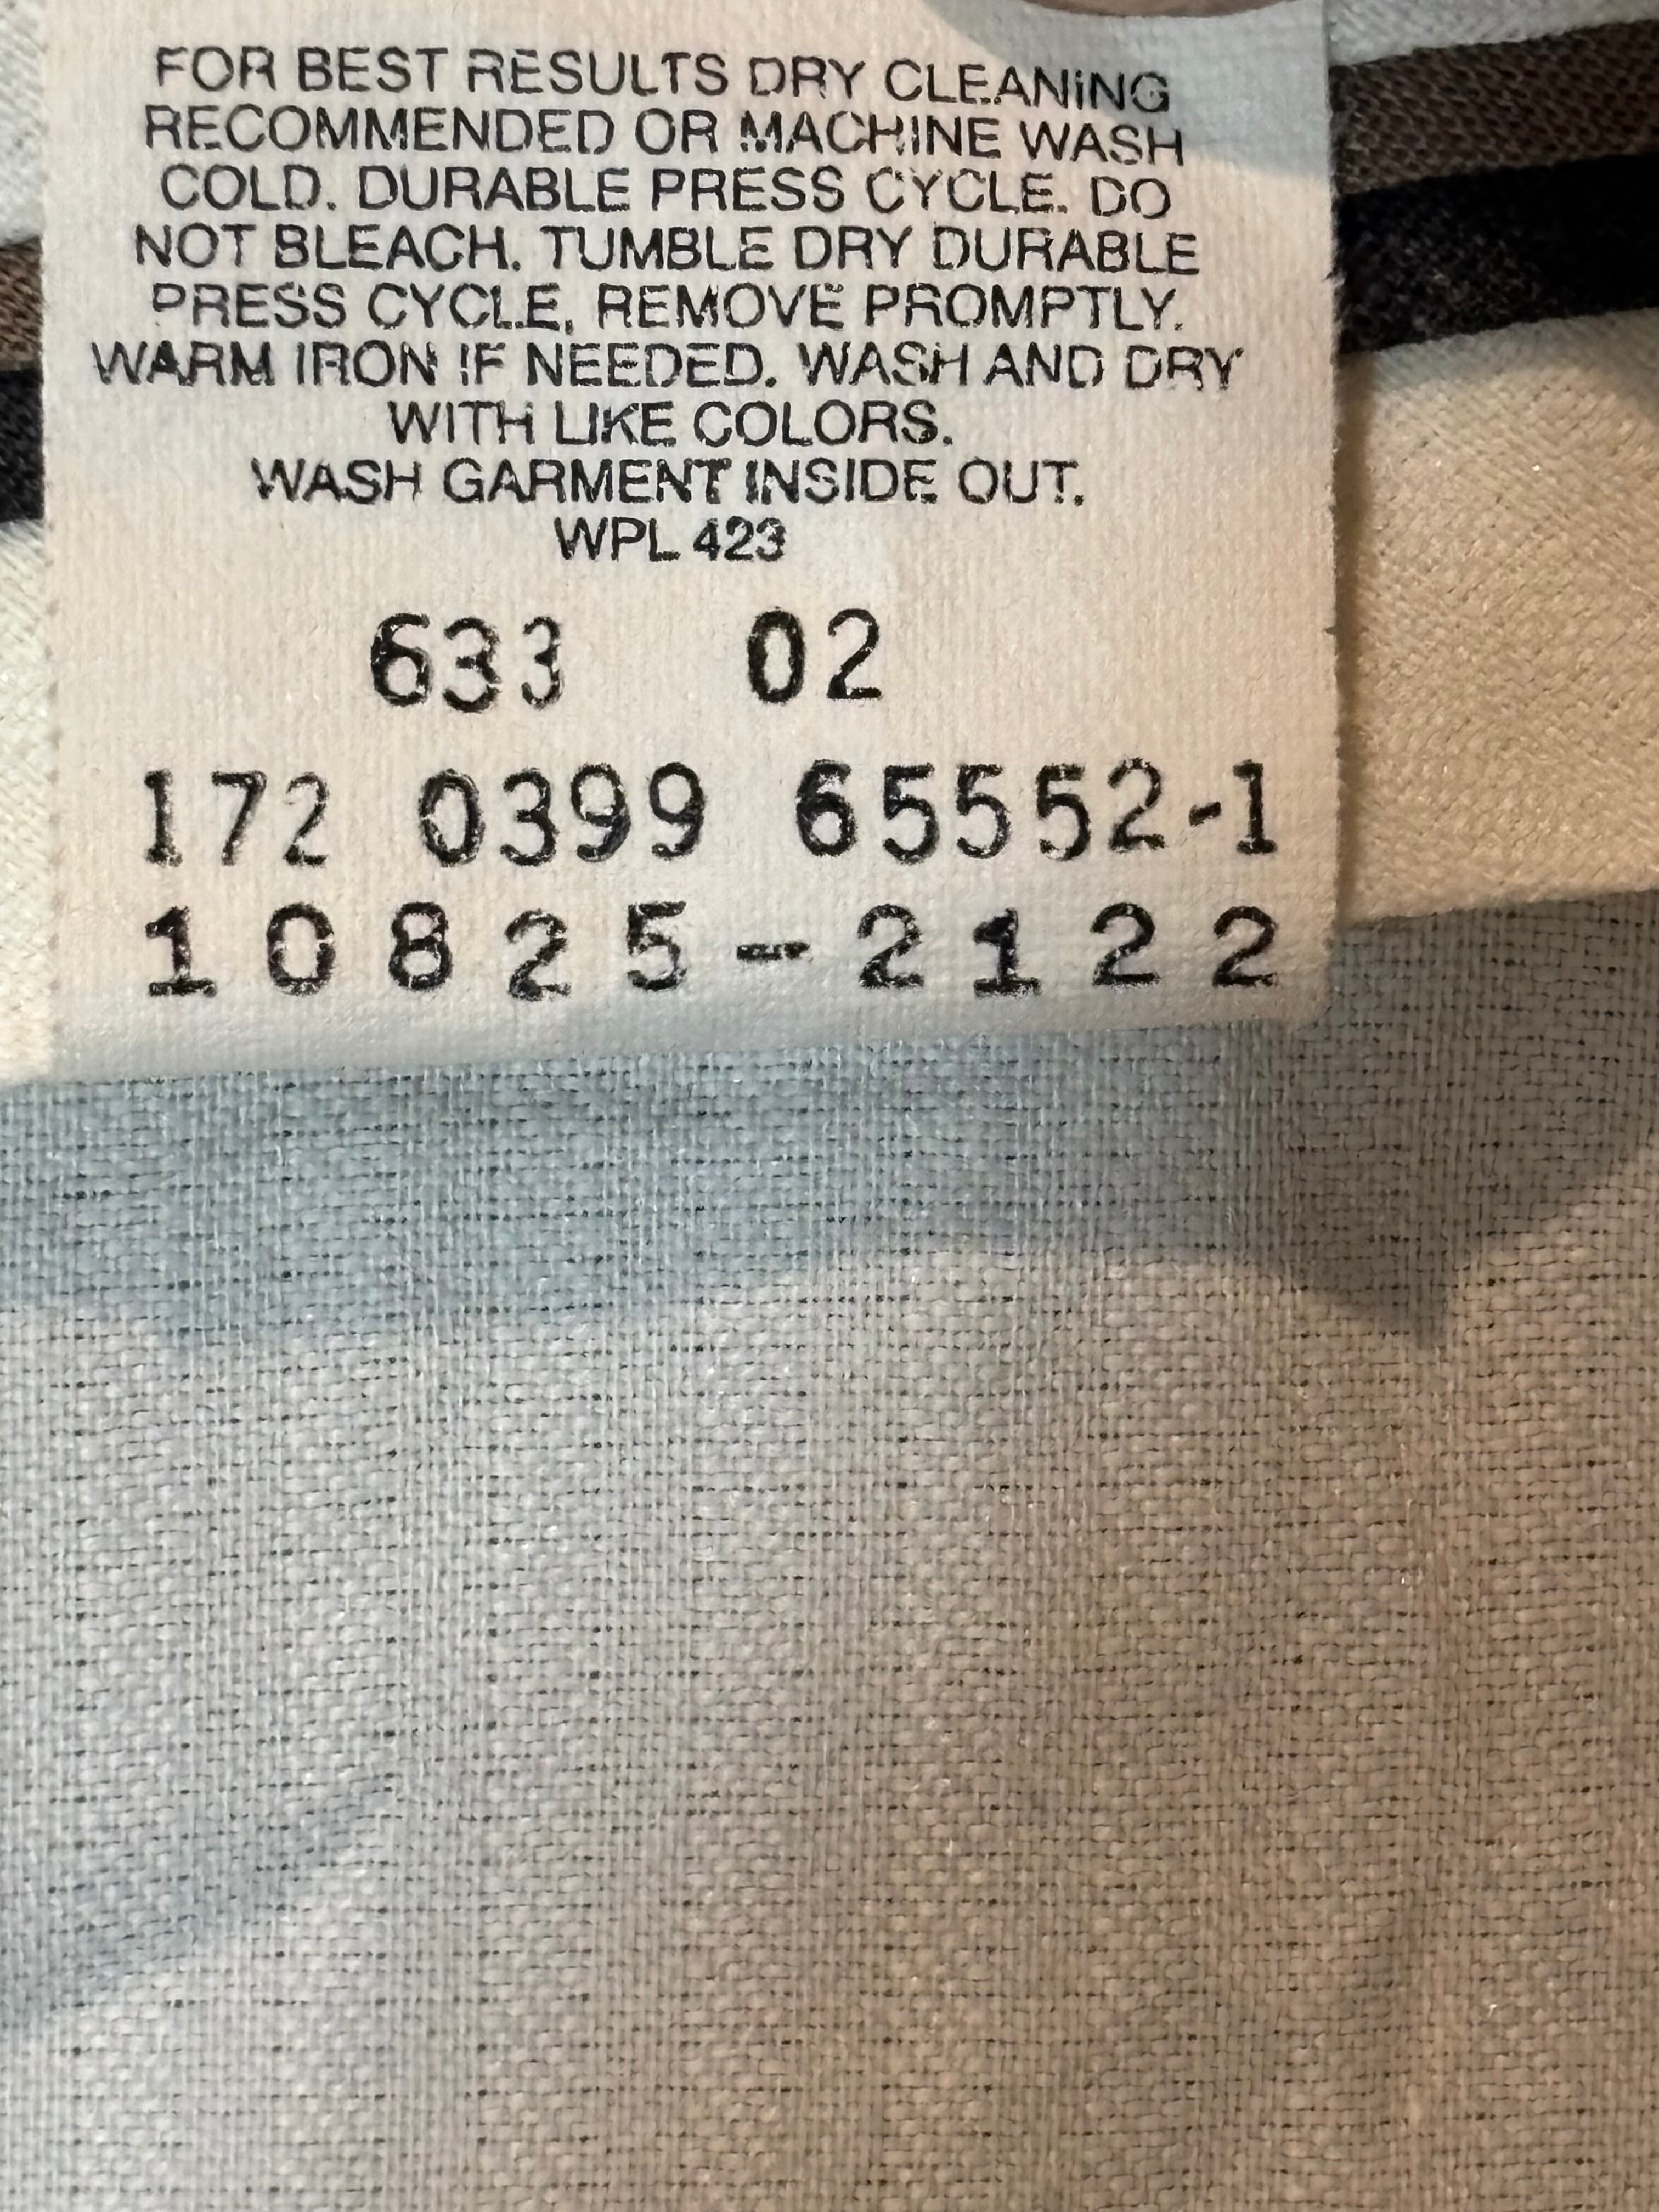 FOR BEST RESULTS DRY CLEANING
RECOMMENDED OR MACHINE WASH
COLD. DURABLE PRESS CYCLE. DO
NOT BLEACH. TUMBLE DRY DURABLE
PRESS CYCLE, REMOVE PROMPTLY.
WARM IRON IF NEEDED. WASH AND DRY
WITH LIKE COLORS.
WASH GARMENT INSIDE OUT.
WPL 423
633 02
172 0399 65552-1
10825-2122